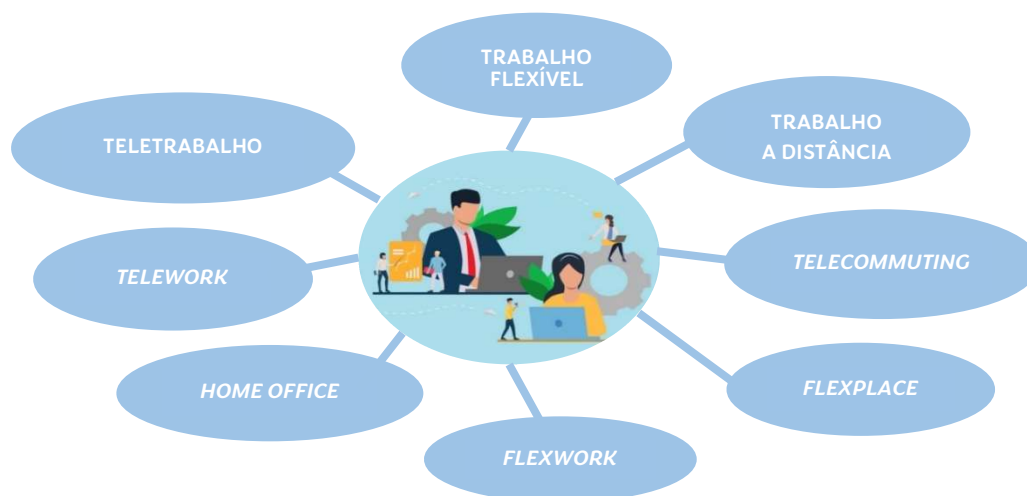 TRABALHO
FLEXÍVEL
TRABALHO
A DISTÂNCIA
TELETRABALHO
TELEWORK
TELECOMMUTING
HOME OFFICE
FLEXPLACE
FLEXWORK